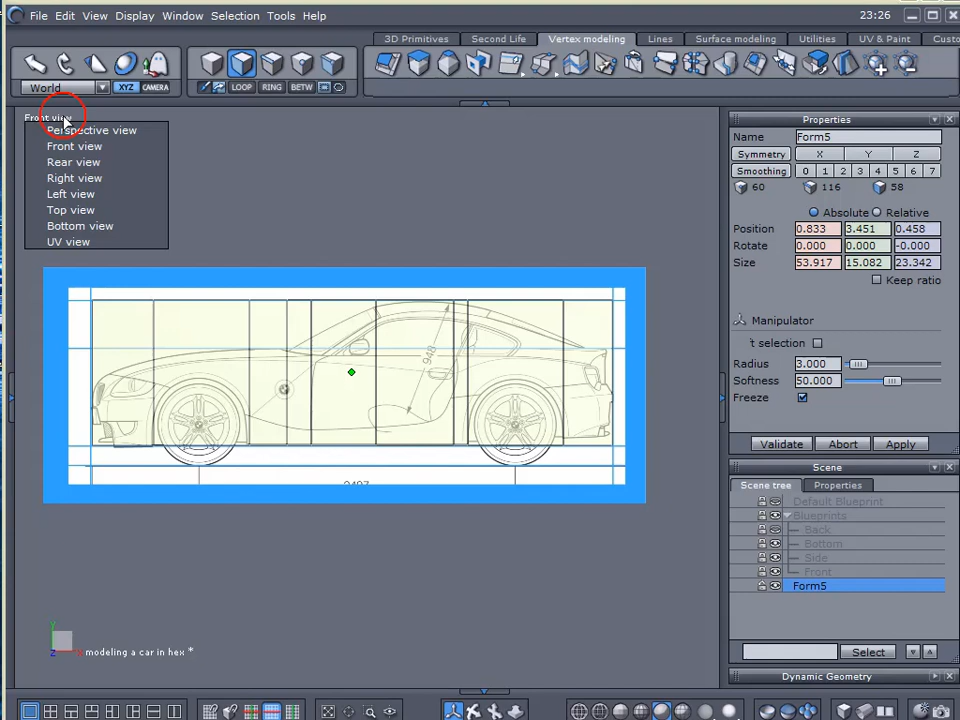 File Edit View Display Window Selection Tools Help 23:26
3D Primitives Second Life Vertex modeling Lines Surface modeling Utilities UV & Paint Custo
World XYZ CAMERA LOOP RING BETW
Front view
Perspective view
Front view
Rear view
Right view
Left view
Top view
Bottom view
UV view
948
2497
modeling a car in hex *
Properties
Name Form5
Symmetry X Y Z
Smoothing 0 1 2 3 4 5 6 7
60 116 58
Absolute Relative
Position 0.833 3.451 0.458
Rotate 0.000 0.000 -0.000
Size 53.917 15.082 23.342
Keep ratio
Manipulator
't selection
Radius 3.000
Softness 50.000
Freeze
Validate Abort Apply
Scene
Scene tree Properties
Default Blueprint
Blueprints
Back
Bottom
Side
Front
Form5
Select
Dynamic Geometry